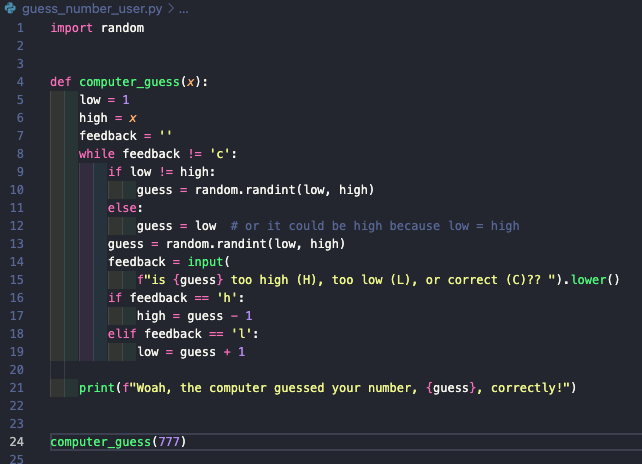 guess_number_user.py > ...
1 import random
2
3
4 def computer_guess(x):
5     low = 1
6     high = x
7     feedback = ''
8     while feedback != 'c':
9         if low != high:
10             guess = random.randint(low, high)
11         else:
12             guess = low  # or it could be high because low = high
13         guess = random.randint(low, high)
14         feedback = input(
15             f"is {guess} too high (H), too low (L), or correct (C)?? ").lower()
16         if feedback == 'h':
17             high = guess - 1
18         elif feedback == 'l':
19             low = guess + 1
20
21     print(f"Woah, the computer guessed your number, {guess}, correctly!")
22
23
24 computer_guess(777)
25